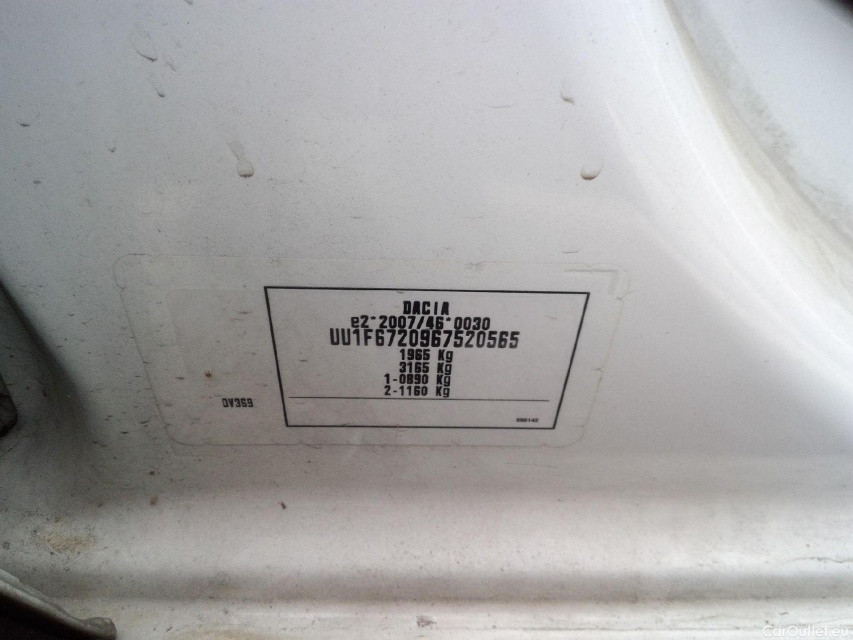 DACIA
e2*2007/46*0030
UU1F6720967520565
1965 Kg
3165 Kg
1-0890 Kg
2-1160 Kg
DV369
CarOutlet.eu